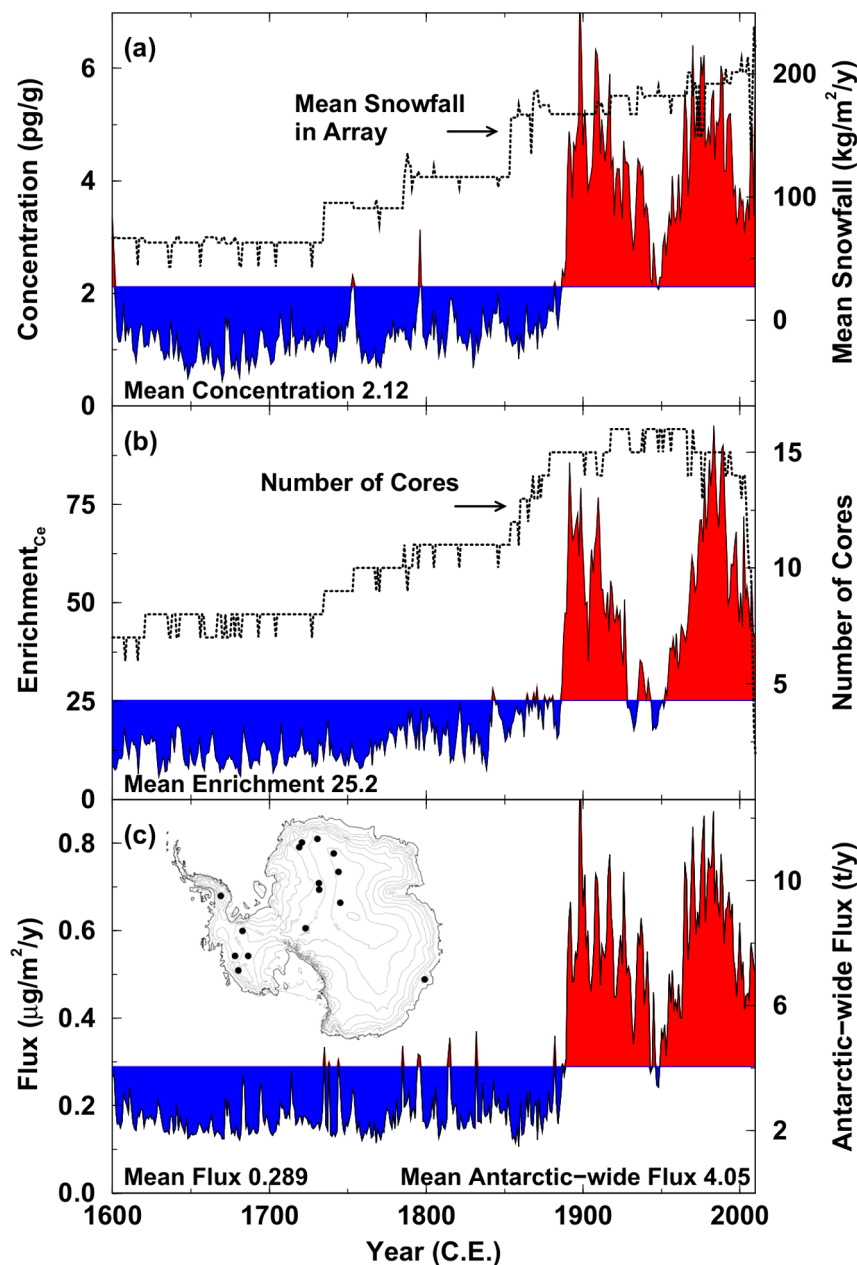 (a)
Mean Snowfall
in Array
Concentration (pg/g)
6
4
2
0
Mean Snowfall (kg/m²/y)
200
100
0
Mean Concentration 2.12
(b)
Number of Cores
Enrichment_Ce
75
50
25
0
Number of Cores
15
10
5
Mean Enrichment 25.2
(c)
Flux (μg/m²/y)
0.8
0.6
0.4
0.2
0.0
Antarctic−wide Flux (t/y)
10
6
2
Mean Flux 0.289
Mean Antarctic−wide Flux 4.05
1600
1700
1800
1900
2000
Year (C.E.)